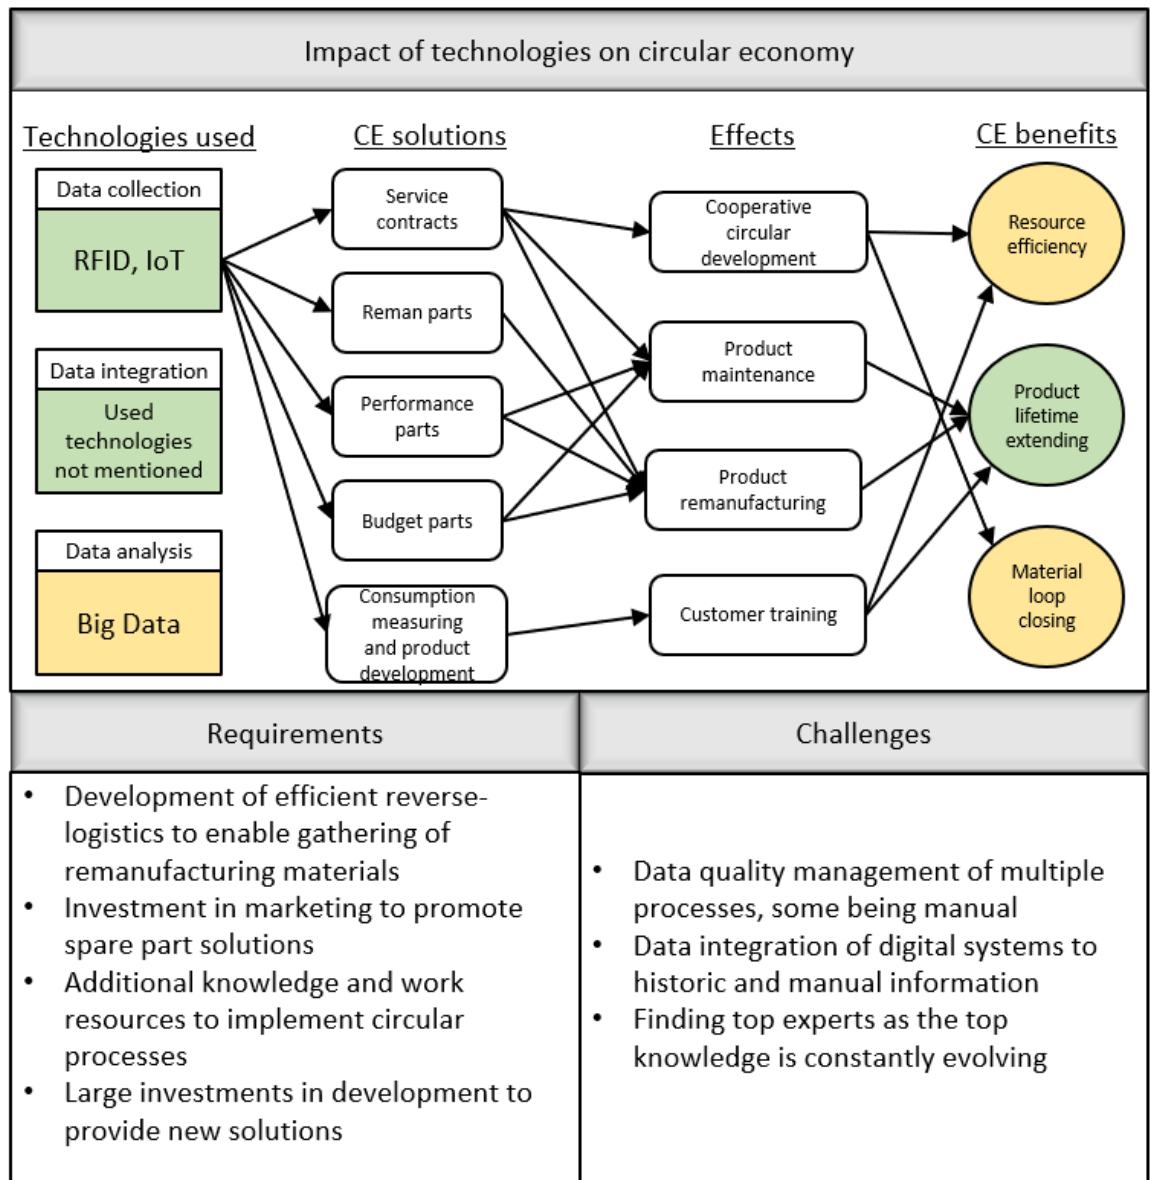 Impact of technologies on circular economy
Technologies used
Data collection
RFID, IoT
Data integration
Used
technologies
not mentioned
Data analysis
Big Data
CE solutions
Service
contracts
Reman parts
Performance
parts
Budget parts
Consumption
measuring
and product
development
Effects
Cooperative
circular
development
Product
maintenance
Product
remanufacturing
Customer training
CE benefits
Resource
efficiency
Product
lifetime
extending
Material
loop
closing
Requirements
• Development of efficient reverse-
logistics to enable gathering of
remanufacturing materials
• Investment in marketing to promote
spare part solutions
• Additional knowledge and work
resources to implement circular
processes
• Large investments in development to
provide new solutions
Challenges
• Data quality management of multiple
processes, some being manual
• Data integration of digital systems to
historic and manual information
• Finding top experts as the top
knowledge is constantly evolving